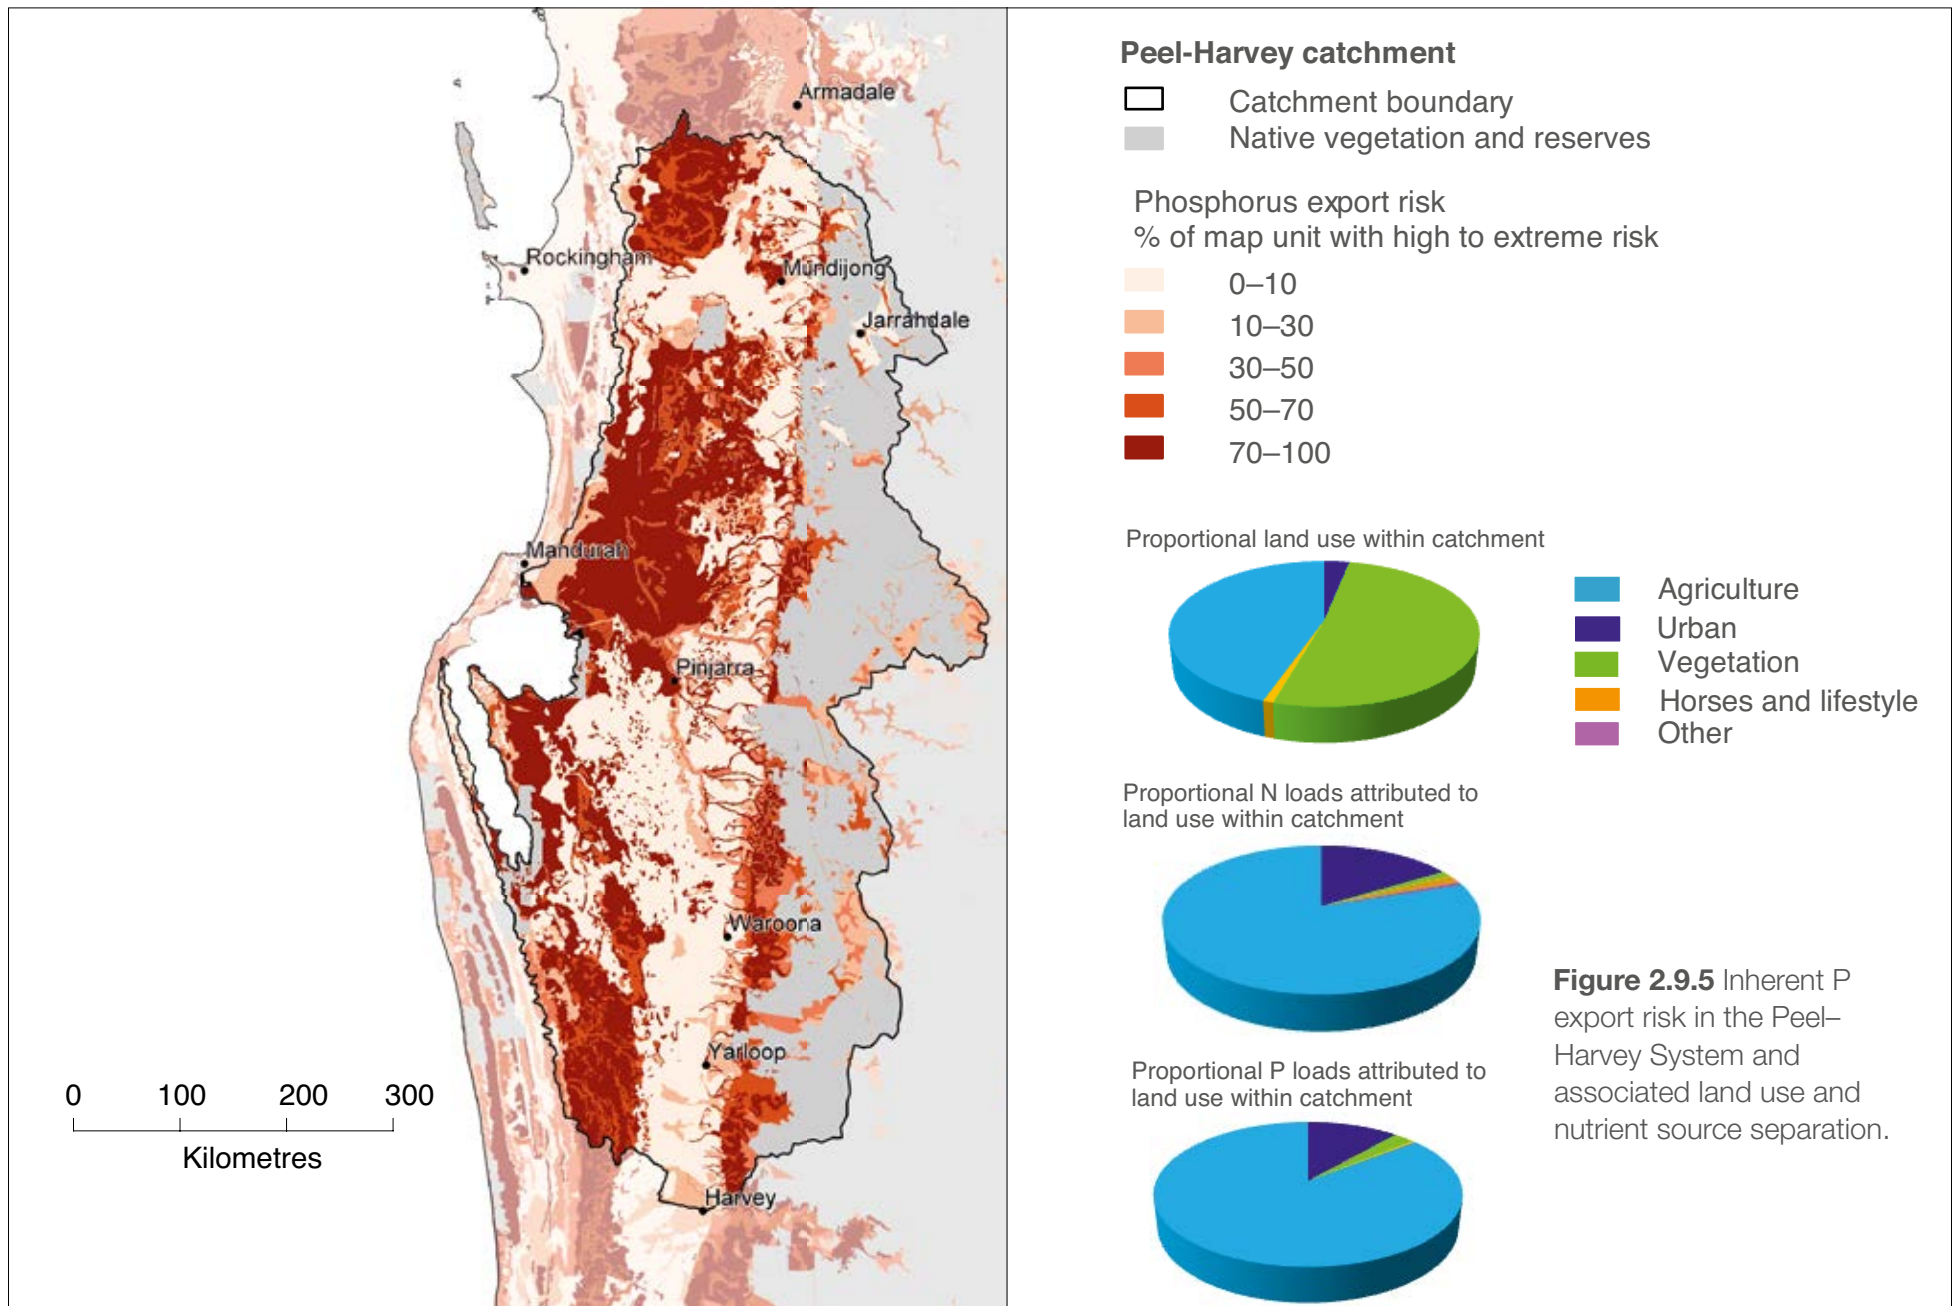 Armadale
Rockingham
Mundijong
Jarrahdale
Mandurah
Pinjarra
Waroona
Yarloop
Harvey
0 100 200 300
Kilometres
Peel-Harvey catchment
Catchment boundary
Native vegetation and reserves
Phosphorus export risk
% of map unit with high to extreme risk
0–10
10–30
30–50
50–70
70–100
Proportional land use within catchment
Agriculture
Urban
Vegetation
Horses and lifestyle
Other
Proportional N loads attributed to
land use within catchment
Proportional P loads attributed to
land use within catchment
Figure 2.9.5 Inherent P
export risk in the Peel–
Harvey System and
associated land use and
nutrient source separation.